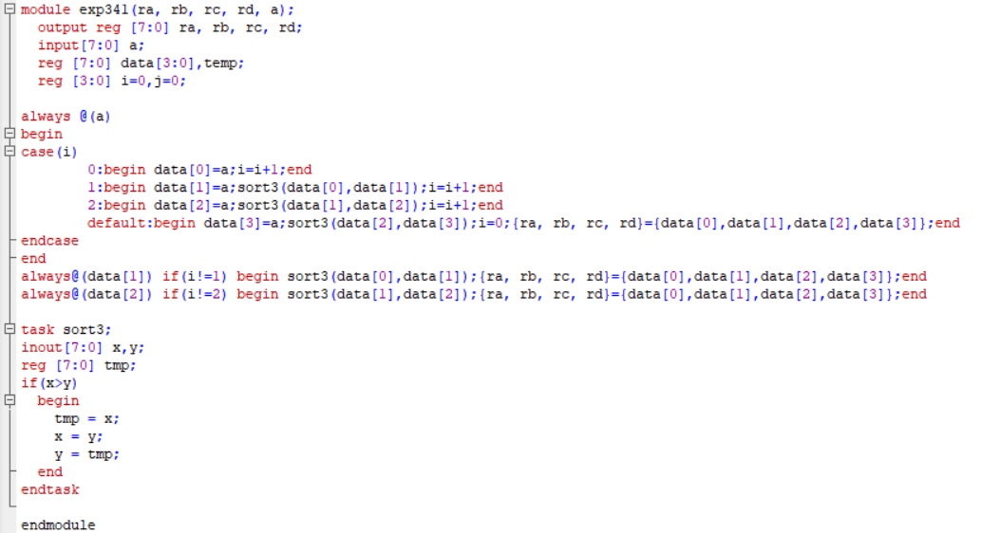 module exp341(ra, rb, rc, rd, a);
output reg [7:0] ra, rb, rc, rd;
input[7:0] a;
reg [7:0] data[3:0],temp;
reg [3:0] i=0,j=0;
always @(a)
begin
case(i)
0:begin data[0]=a;i=i+1;end
1:begin data[1]=a;sort3(data[0],data[1]);i=i+1;end
2:begin data[2]=a;sort3(data[1],data[2]);i=i+1;end
default:begin data[3]=a;sort3(data[2],data[3]);i=0;{ra, rb, rc, rd}={data[0],data[1],data[2],data[3]};end
endcase
end
always@(data[1]) if(i!=1) begin sort3(data[0],data[1]);{ra, rb, rc, rd}={data[0],data[1],data[2],data[3]};end
always@(data[2]) if(i!=2) begin sort3(data[1],data[2]);{ra, rb, rc, rd}={data[0],data[1],data[2],data[3]};end
task sort3;
inout[7:0] x,y;
reg [7:0] tmp;
if(x>y)
begin
tmp = x;
x = y;
y = tmp;
end
endtask
endmodule